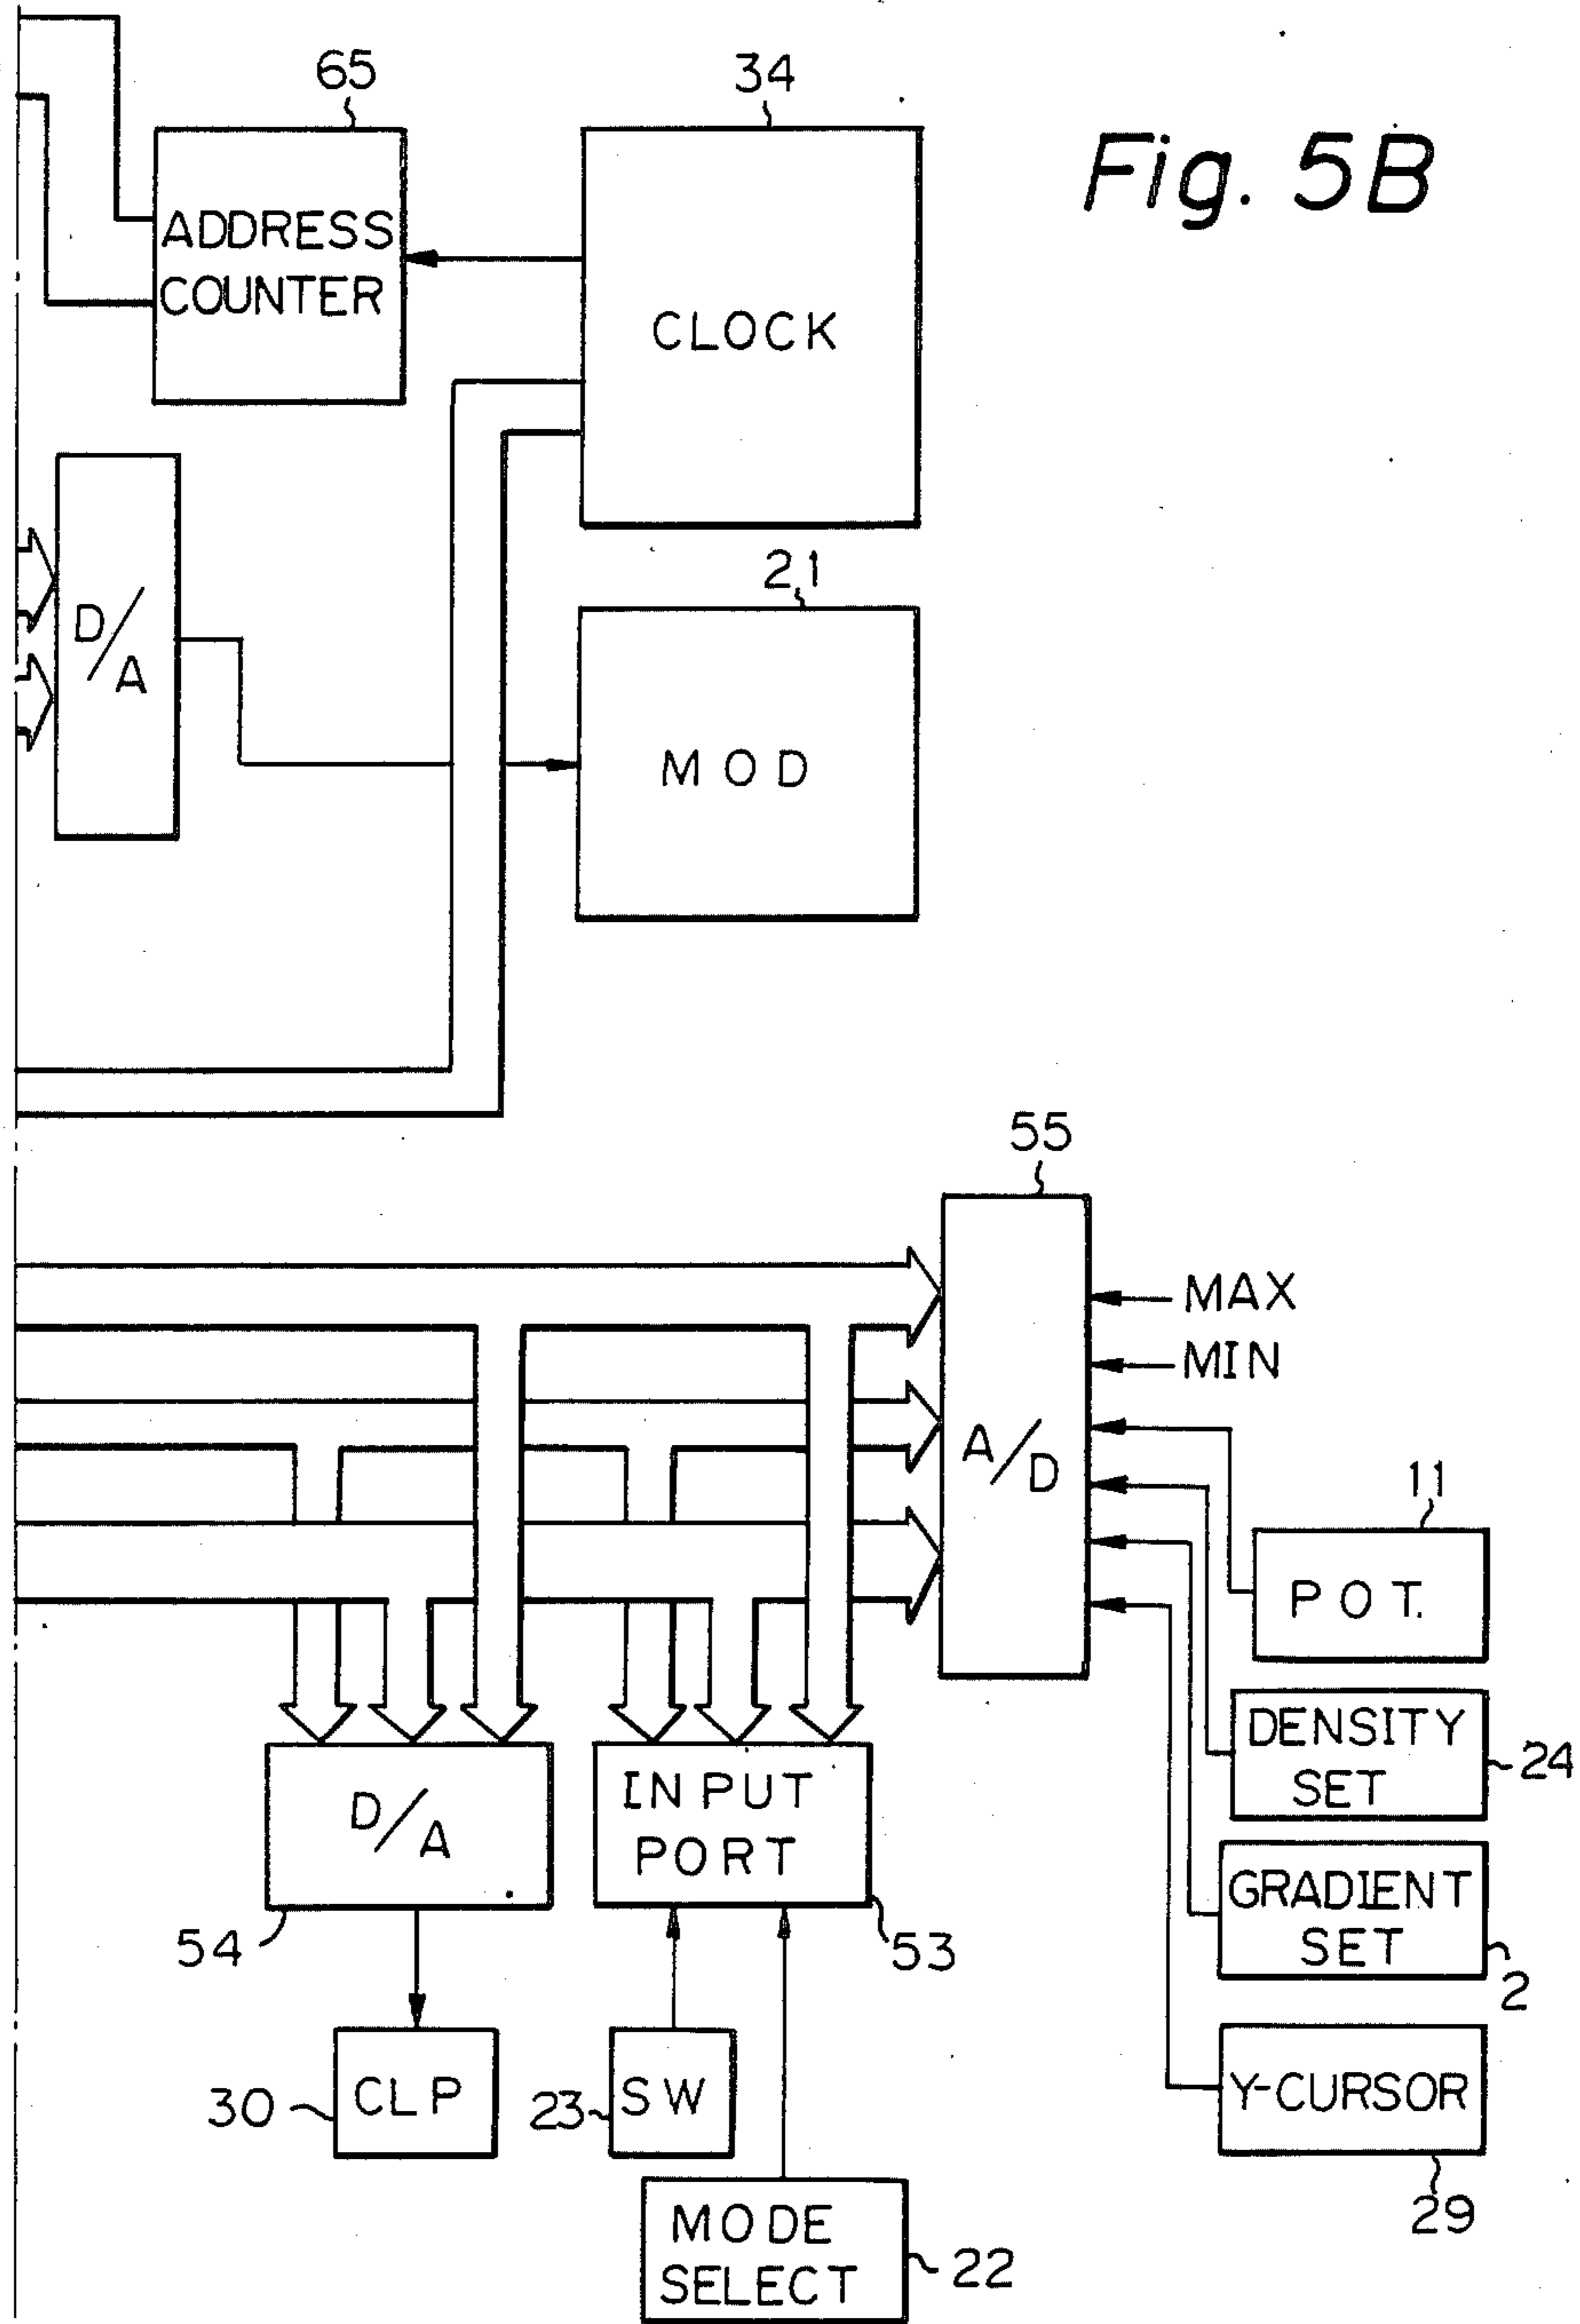 65
34
Fig. 5B
ADDRESS
COUNTER
CLOCK
21
D/A
MOD
55
MAX
MIN
A/D
11
POT.
DENSITY
SET
24
D/A
INPUT
PORT
GRADIENT
SET
54
53
2
CLP
30
SW
23
Y-CURSOR
29
MODE
SELECT
22